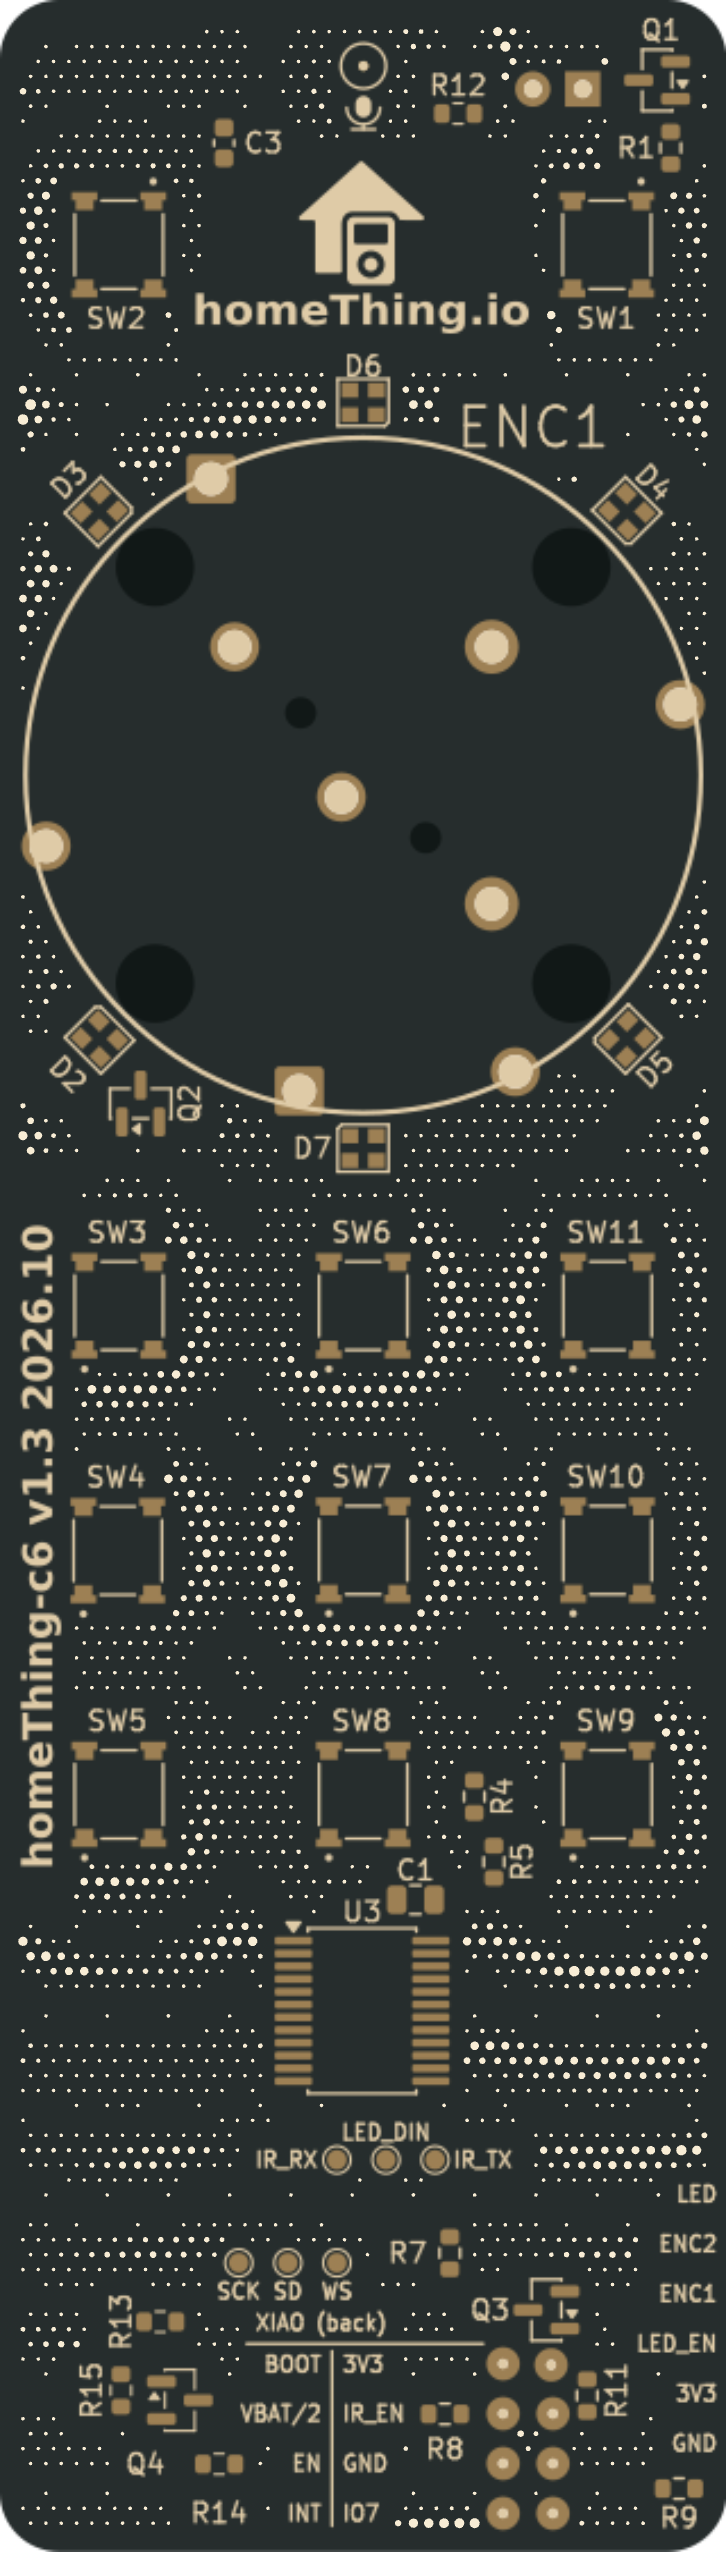 Q1
R12
C3
R1
SW2
homeThing.io
SW1
D6
ENC1
D3
D4
D2
Q2
D5
D7
SW3
SW6
SW11
homeThing-c6 v1.3 2026.10
SW4
SW7
SW10
SW5
SW8
SW9
R4
R5
C1
U3
LED_DIN
IR_RX
IR_TX
LED
ENC2
R7
SCK SD WS
ENC1
Q3
R13
XIAO (back)
LED_EN
BOOT 3V3
R15
R11
3V3
VBAT/2 IR_EN
GND
R8
Q4
EN GND
R14
INT IO7
R9